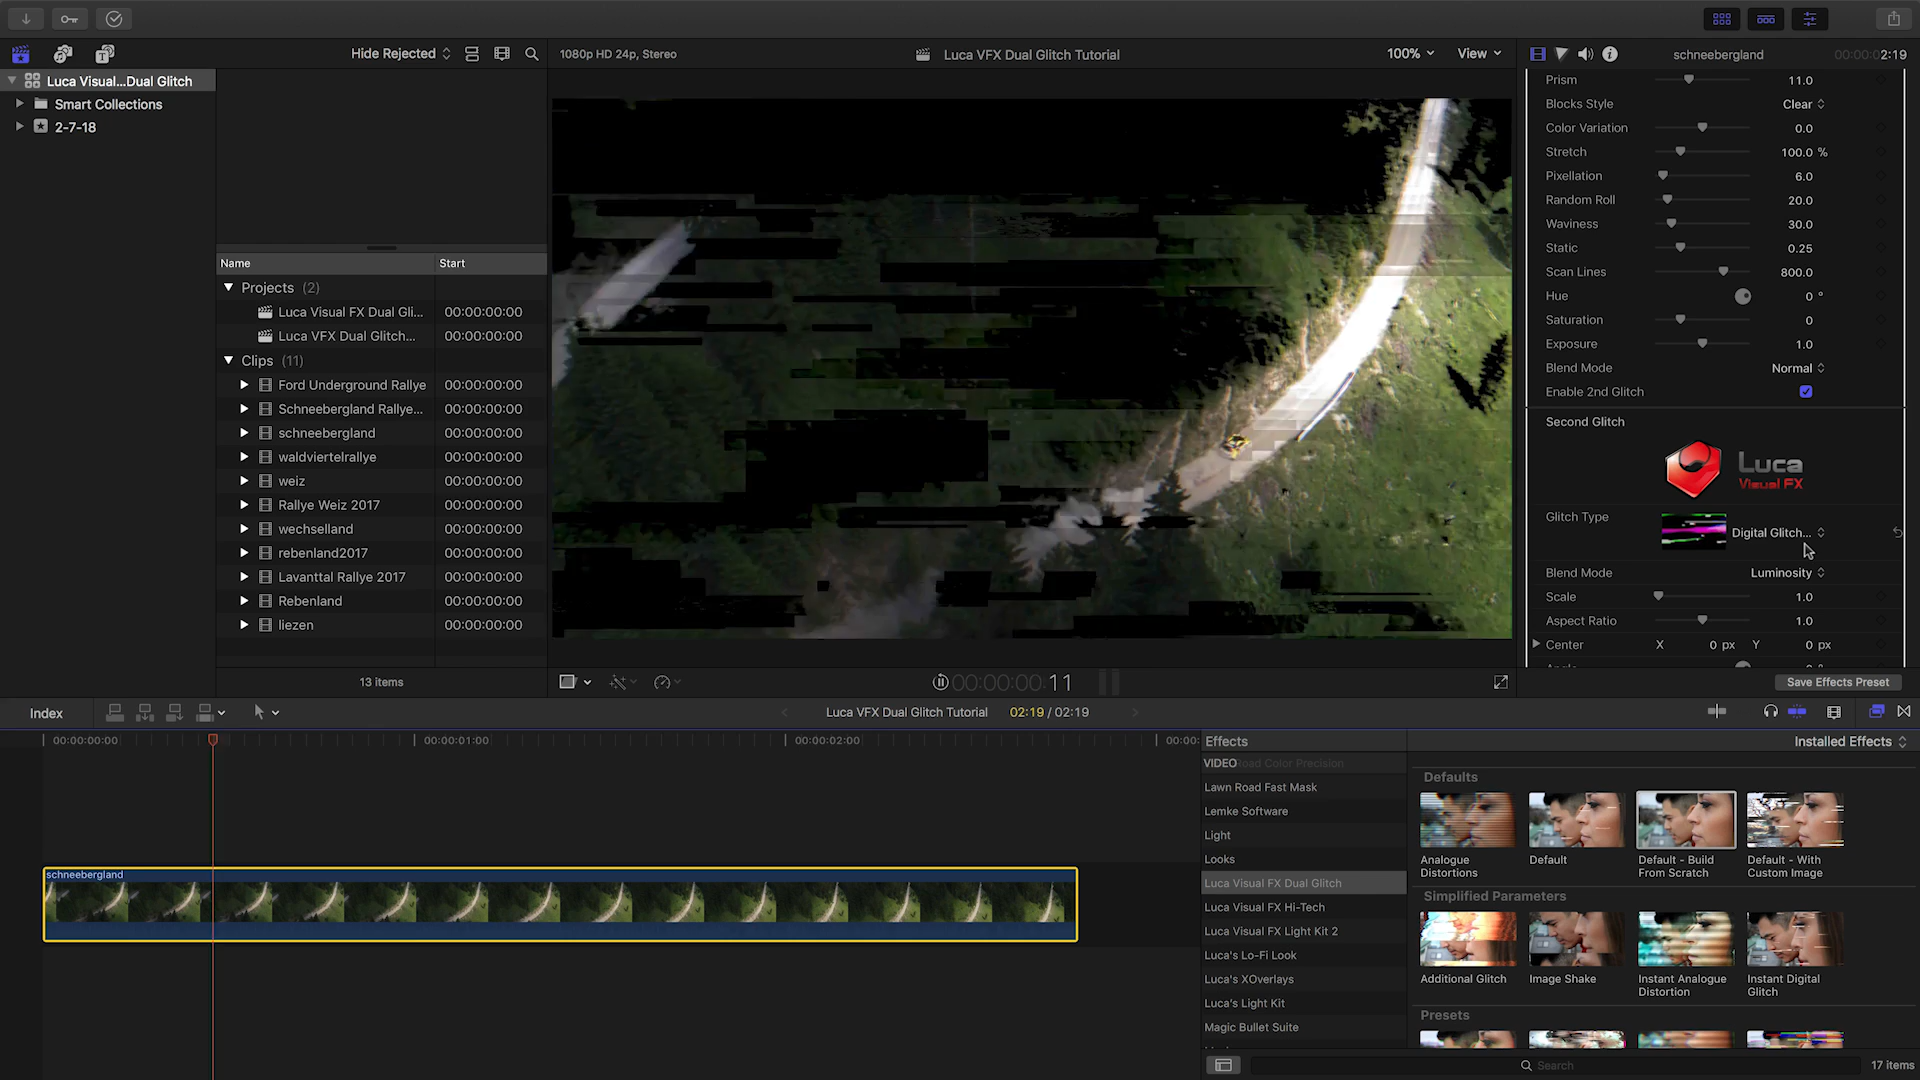 Hide Rejected
1080p HD 24p, Stereo
Luca VFX Dual Glitch Tutorial
100%
View
schneebergland
00:00:02:19
Luca Visual...Dual Glitch
Smart Collections
2-7-18
Name
Start
Projects (2)
Luca Visual FX Dual Gli... 00:00:00:00
Luca VFX Dual Glitch... 00:00:00:00
Clips (11)
Ford Underground Rallye 00:00:00:00
Schneebergland Rallye... 00:00:00:00
schneebergland 00:00:00:00
waldviertelrallye 00:00:00:00
weiz 00:00:00:00
Rallye Weiz 2017 00:00:00:00
wechselland 00:00:00:00
rebenland2017 00:00:00:00
Lavanttal Rallye 2017 00:00:00:00
Rebenland 00:00:00:00
liezen 00:00:00:00
13 items
Prism 11.0
Blocks Style Clear
Color Variation 0.0
Stretch 100.0 %
Pixellation 6.0
Random Roll 20.0
Waviness 30.0
Static 0.25
Scan Lines 800.0
Hue 0 °
Saturation 0
Exposure 1.0
Blend Mode Normal
Enable 2nd Glitch
Second Glitch
Luca
Visual FX
Glitch Type Digital Glitch...
Blend Mode Luminosity
Scale 1.0
Aspect Ratio 1.0
Center X 0 px Y 0 px
Save Effects Preset
00:00:00:11
Index
Luca VFX Dual Glitch Tutorial
02:19 / 02:19
00:00:00:00
00:00:01:00
00:00:02:00
00:00:
schneebergland
Effects
Installed Effects
VIDEO
Lawn Road Fast Mask
Lemke Software
Light
Looks
Luca Visual FX Dual Glitch
Luca Visual FX Hi-Tech
Luca Visual FX Light Kit 2
Luca's Lo-Fi Look
Luca's XOverlays
Luca's Light Kit
Magic Bullet Suite
Defaults
Analogue
Distortions
Default
Default - Build
From Scratch
Default - With
Custom Image
Simplified Parameters
Additional Glitch
Image Shake
Instant Analogue
Distortion
Instant Digital
Glitch
Presets
Search
17 items